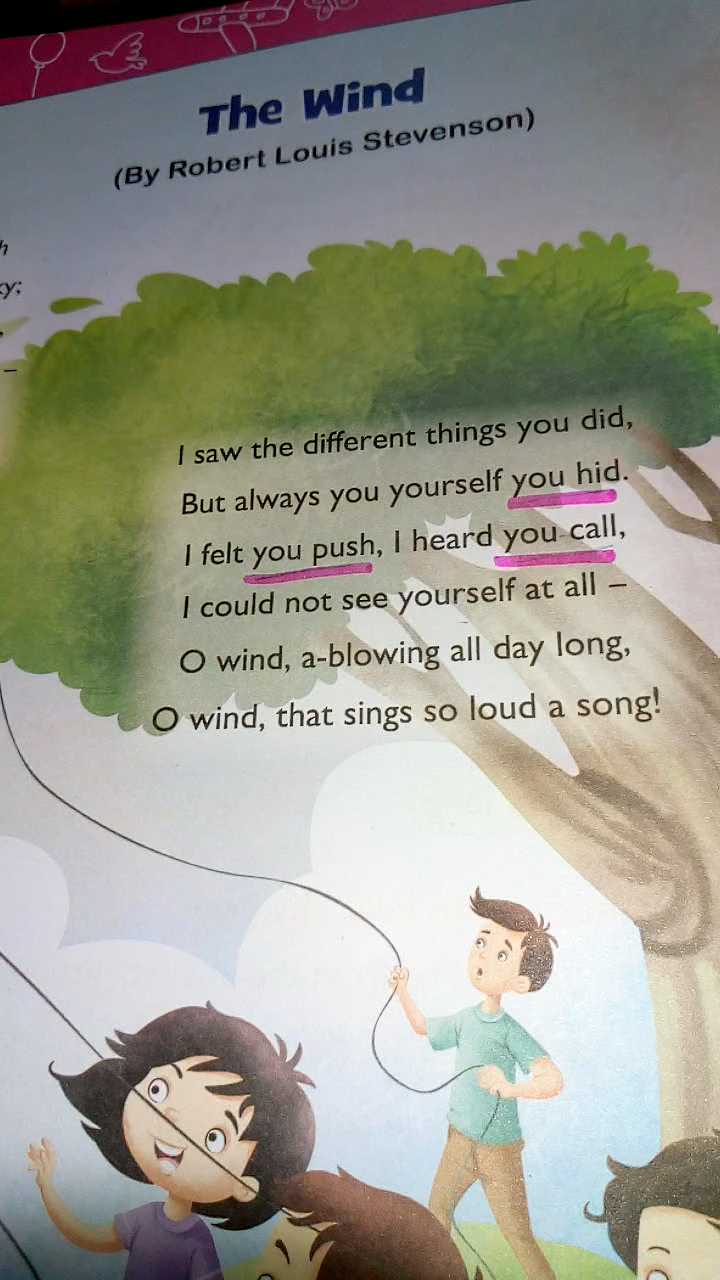 The Wind
(By Robert Louis Stevenson)
I saw the different things you did,
But always you yourself you hid.
I felt you push, I heard you call,
I could not see yourself at all –
O wind, a-blowing all day long,
O wind, that sings so loud a song!